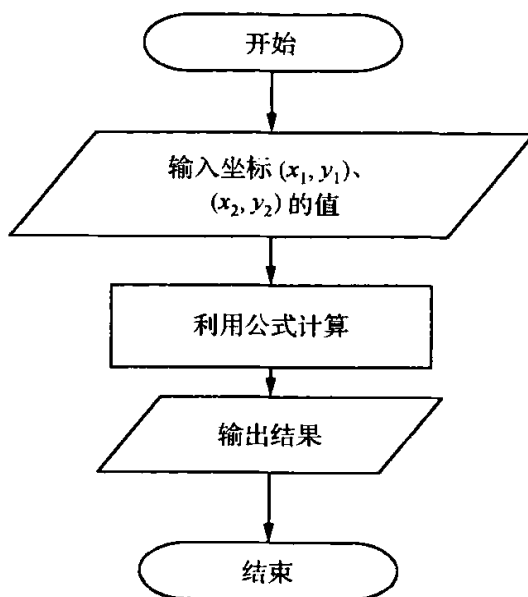 开始
输入坐标 (x₁, y₁)、
(x₂, y₂) 的值
利用公式计算
输出结果
结束